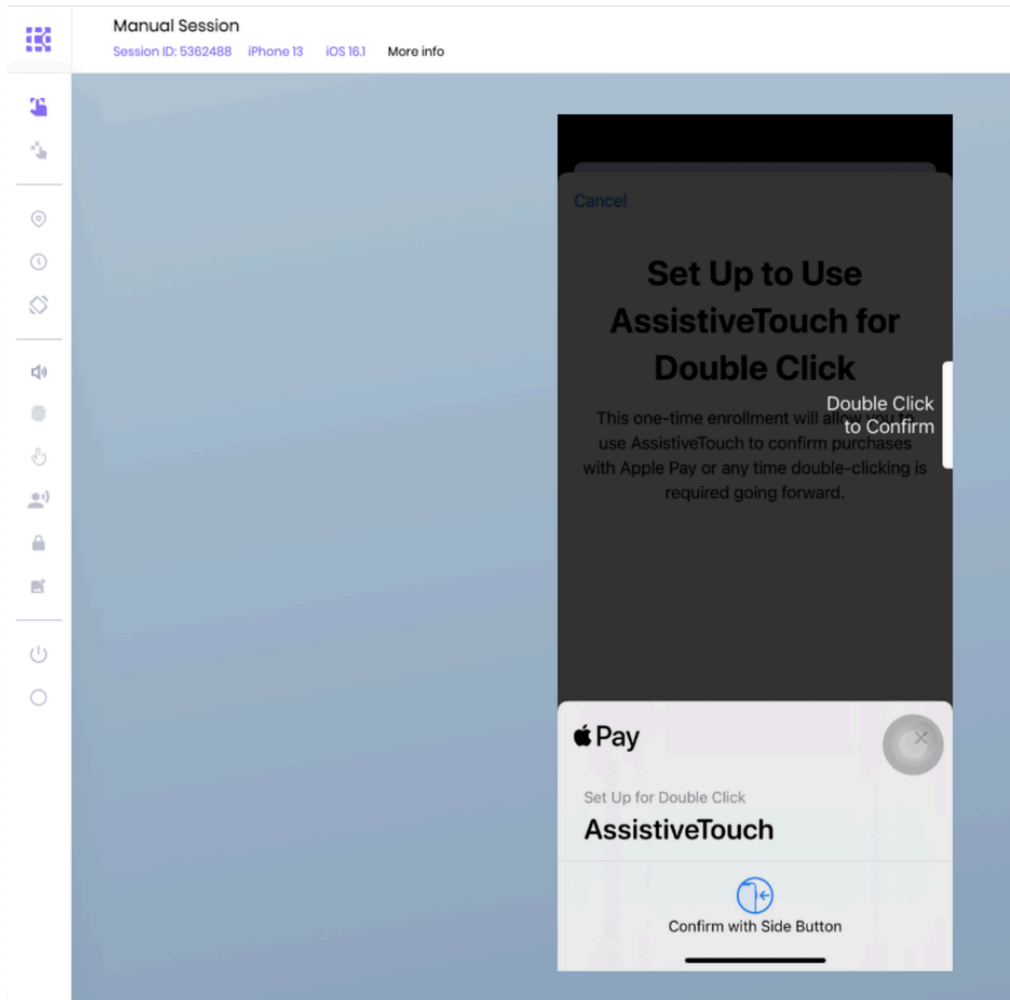 Manual Session
Session ID: 5362488 iPhone 13 iOS 16.1 More info
Cancel
Set Up to Use
AssistiveTouch for
Double Click
This one-time enrollment will allow you to
use AssistiveTouch to confirm purchases
with Apple Pay or any time double-clicking is
required going forward.
Double Click
to Confirm
Pay
Set Up for Double Click
AssistiveTouch
Confirm with Side Button